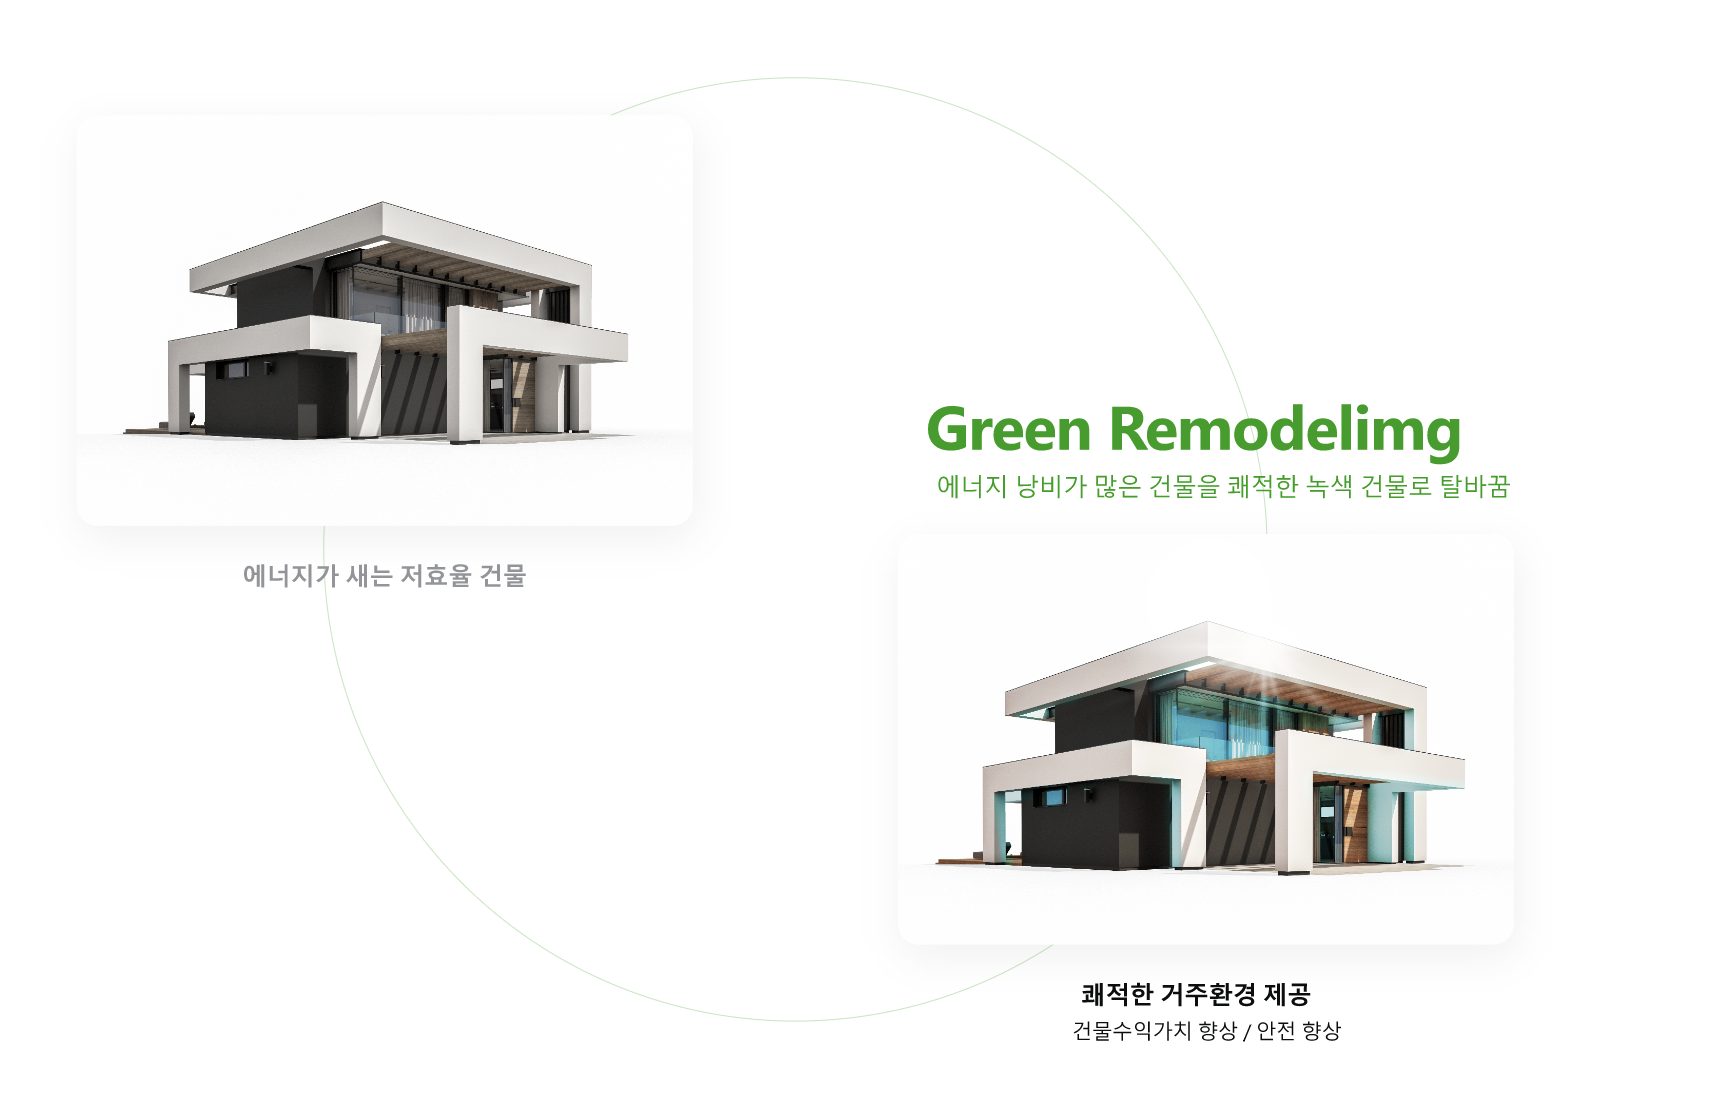 에너지가 새는 저효율 건물
Green Remodelimg
에너지 낭비가 많은 건물을 쾌적한 녹색 건물로 탈바꿈
쾌적한 거주환경 제공
건물수익가치 향상 / 안전 향상